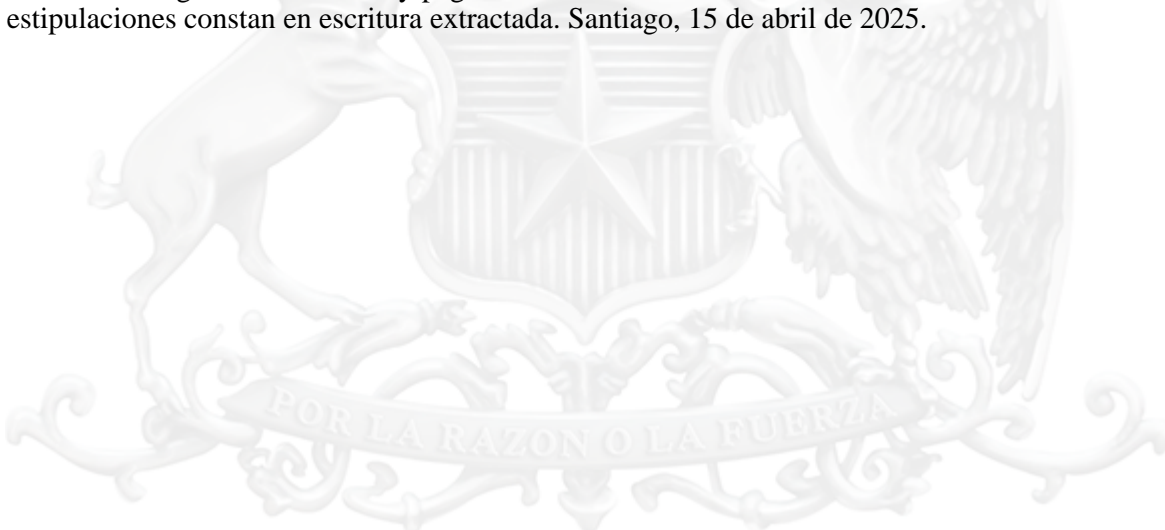 estipulaciones constan en escritura extractada. Santiago, 15 de abril de 2025.
POR LA RAZON O LA FUERZA